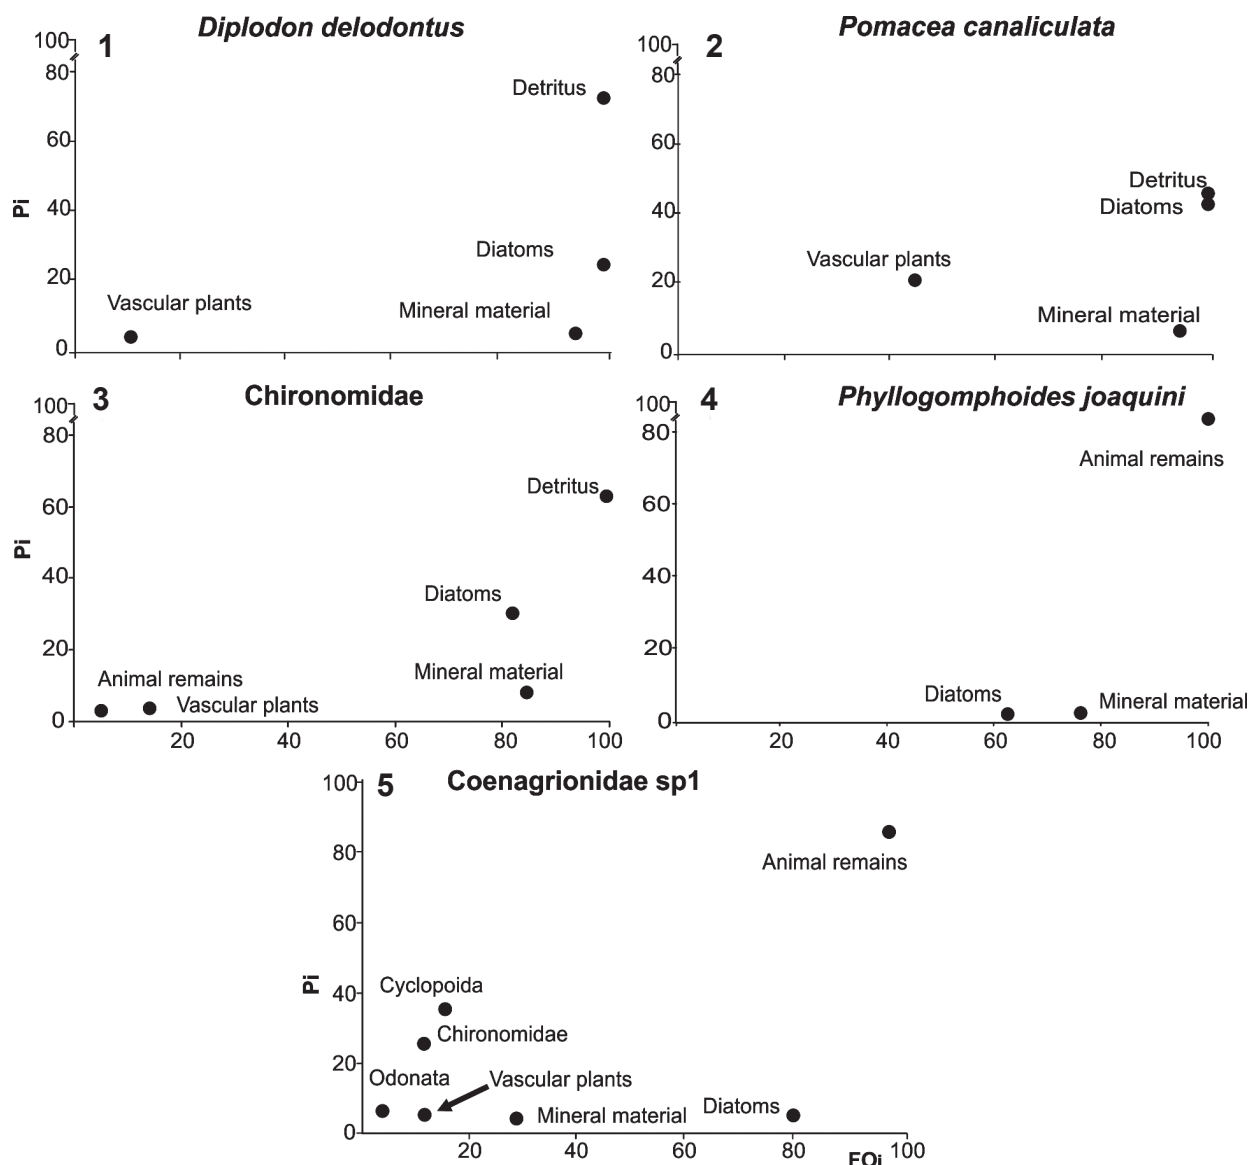 1
Diplodon delodontus
100
80
60
40
20
0
Pi
Detritus
Diatoms
Vascular plants
Mineral material
2
Pomacea canaliculata
100
80
60
40
20
0
Detritus
Diatoms
Vascular plants
Mineral material
3
Chironomidae
100
80
60
40
20
0
Pi
Detritus
Diatoms
Mineral material
Animal remains
Vascular plants
20 40 60 80 100
4
Phyllogomphoides joaquini
100
80
60
40
20
0
Animal remains
Diatoms
Mineral material
20 40 60 80 100
5
Coenagrionidae sp1
100
80
60
40
20
0
Pi
Animal remains
Cyclopoida
Chironomidae
Odonata
Vascular plants
Mineral material
Diatoms
20 40 60 80 100
FOi